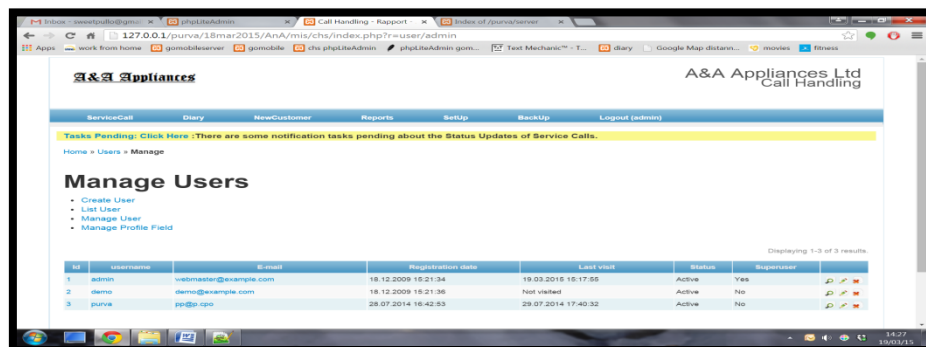 Inbox - sweetpullo@gmai
phpLiteAdmin
Call Handling - Rapport -
Index of /purva/server
127.0.0.1/purva/18mar2015/AnA/mis/chs/index.php?r=user/admin
Apps work from home gomobileserver gomobile chs phpLiteAdmin phpLiteAdmin gom... Text Mechanic™ - T... diary Google Map distann... movies fitness
A&A Appliances
A&A Appliances Ltd
Call Handling
ServiceCall Diary NewCustomer Reports SetUp BackUp Logout (admin)
Tasks Pending: Click Here :There are some notification tasks pending about the Status Updates of Service Calls.
Home » Users » Manage
Manage Users
Create User
List User
Manage User
Manage Profile Field
Displaying 1-3 of 3 results.
Id username E-mail Registration date Last visit Status Superuser
1 admin webmaster@example.com 18.12.2009 15:21:34 19.03.2015 15:17:55 Active Yes
2 demo demo@example.com 18.12.2009 15:21:36 Not visited Active No
3 purva pp@p.cpo 28.07.2014 16:42:53 29.07.2014 17:40:32 Active No
14:27
19/03/15